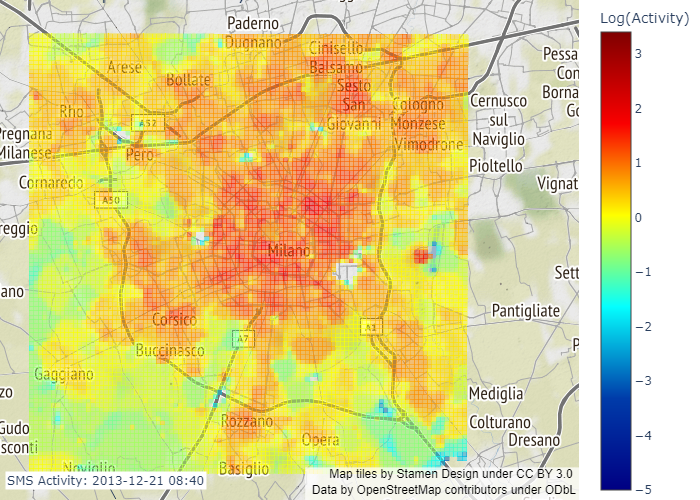 Log(Activity)
3
2
1
0
−1
−2
−3
−4
−5
Paderno
Dugnano
Cinisello
Balsamo
Arese
Bollate
Sesto
San
Giovanni
Cologno
Monzese
Vimodrone
Rho
A52
Pero
Pregnana
Milanese
Cornaredo
A50
Cernusco
sul
Naviglio
Pioltello
Pessa
Con
Borna
Go
Vignat
reggio
Milano
ano
Sett
Pantigliate
Corsico
A7
A1
Buccinasco
Gaggiano
P
zo
Gudo
sconti
Rozzano
Opera
Mediglia
Colturano
Dresano
Noviglio
Basiglio
SMS Activity: 2013-12-21 08:40
Map tiles by Stamen Design under CC BY 3.0
Data by OpenStreetMap contributors under ODbL